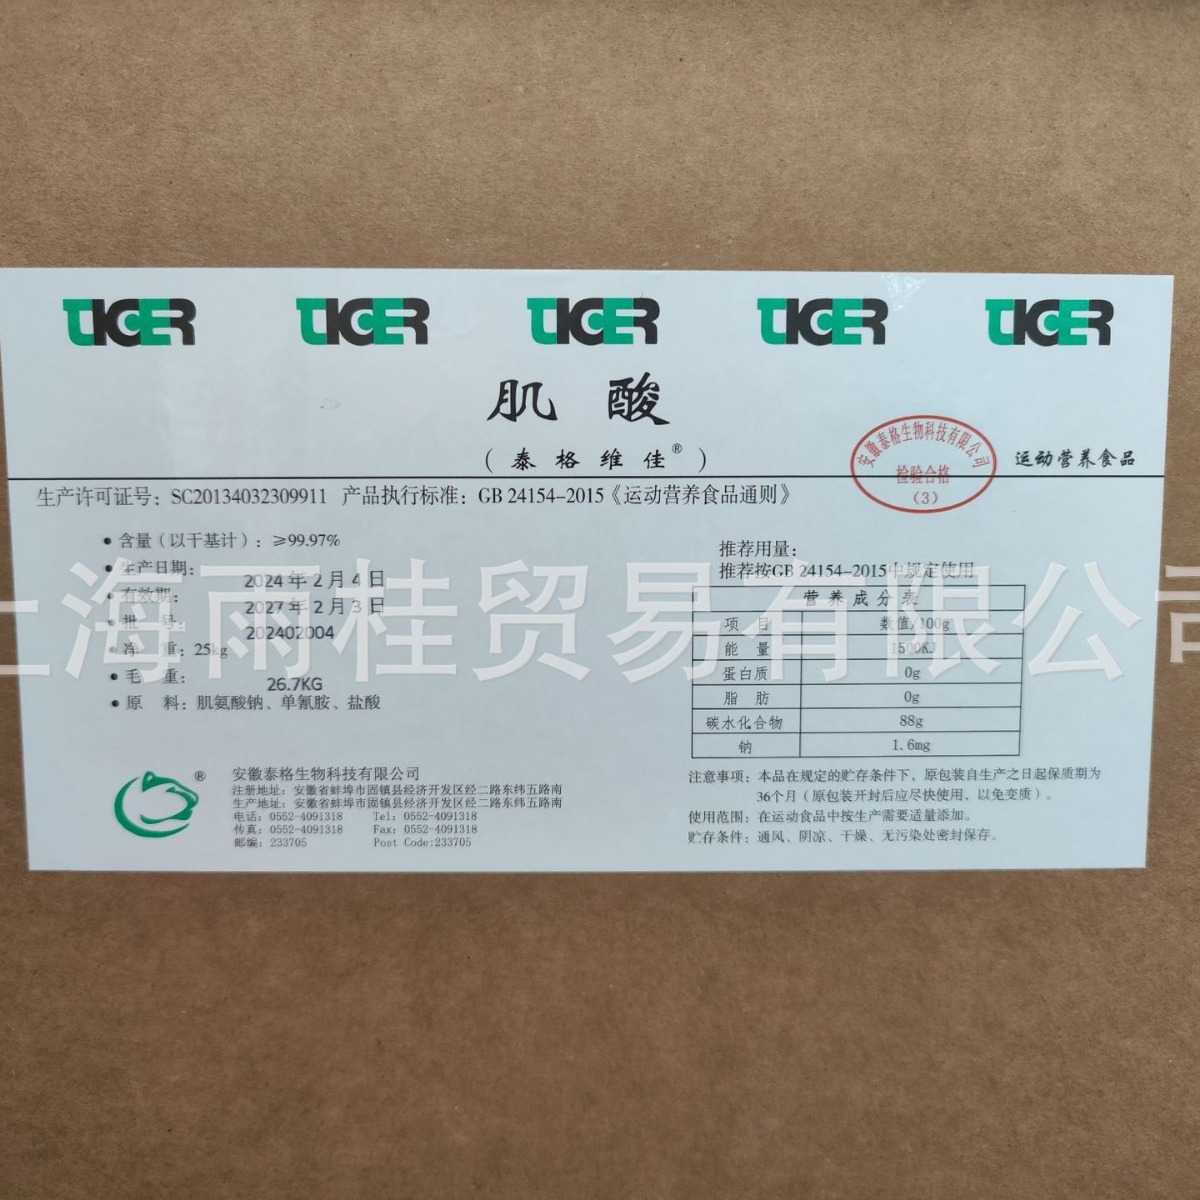 TIGER TIGER TIGER TIGER TIGER
肌 酸
(泰格维佳®)
安徽泰格生物科技有限公司
检验合格
(3)
运动营养食品
生产许可证号：SC20134032309911 产品执行标准：GB 24154-2015《运动营养食品通则》
• 含量（以干基计）：≥99.97%
• 生产日期：2024年2月4日
• 有效期：2027年2月3日
• 批 号：202402004
• 净 重：25kg
• 毛 重：26.7KG
• 原 料：肌氨酸钠、单氰胺、盐酸
推荐用量：
推荐按GB 24154-2015中规定使用
营养成分表
项 目 数值/100g
能 量 1500KJ
蛋白质 0g
脂 肪 0g
碳水化合物 88g
钠 1.6mg
上海雨桂贸易有限公司
®
安徽泰格生物科技有限公司
注册地址：安徽省蚌埠市固镇县经济开发区经二路东纬五路南
生产地址：安徽省蚌埠市固镇县经济开发区经二路东纬五路南
电话：0552-4091318 Tel：0552-4091318
传真：0552-4091318 Fax：0552-4091318
邮编：233705 Post Code:233705
注意事项：本品在规定的贮存条件下，原包装自生产之日起保质期为
36个月（原包装开封后应尽快使用，以免变质）。
使用范围：在运动食品中按生产需要适量添加。
贮存条件：通风、阴凉、干燥、无污染处密封保存。